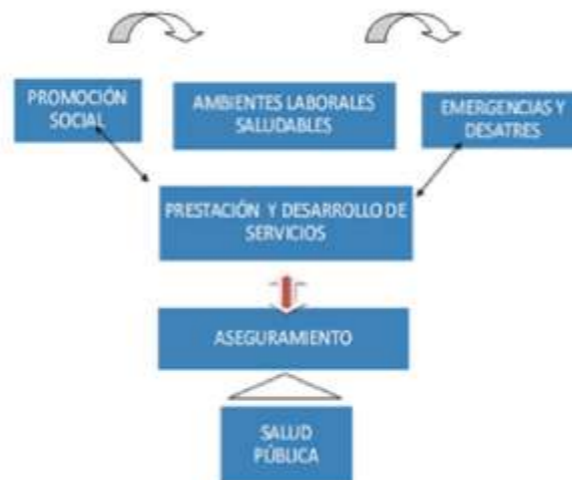 PROMOCIÓN
SOCIAL
AMBIENTES LABORALES
SALUDABLES
EMERGENCIAS Y
DESATRES
PRESTACIÓN Y DESARROLLO DE
SERVICIOS
ASEGURAMIENTO
SALUD
PÚBLICA